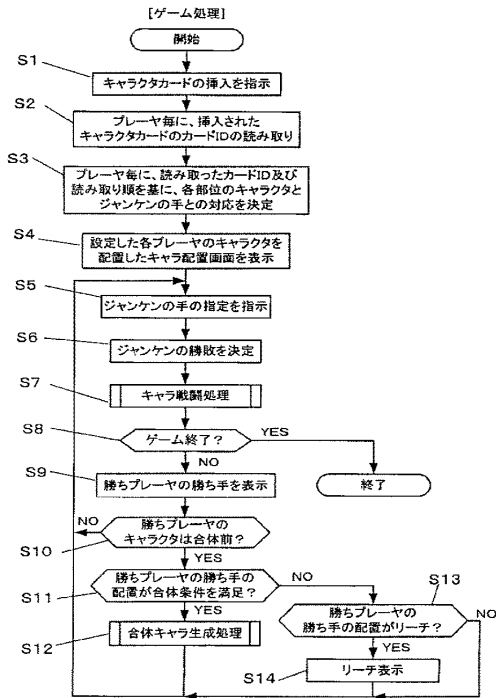 [ゲーム処理]
開始
S1
キャラクタカードの挿入を指示
S2
プレーヤ毎に、挿入された
キャラクタカードのカードIDの読み取り
S3
プレーヤ毎に、読み取ったカードID及び
読み取り順を基に、各部位のキャラクタと
ジャンケンの手との対応を決定
S4
設定した各プレーヤのキャラクタを
配置したキャラ配置画面を表示
S5
ジャンケンの手の指定を指示
S6
ジャンケンの勝敗を決定
S7
キャラ戦闘処理
S8
ゲーム終了?
YES
NO
終了
S9
勝ちプレーヤの勝ち手を表示
S10
勝ちプレーヤの
キャラクタは合体前?
NO
YES
S11
勝ちプレーヤの勝ち手の
配置が合体条件を満足?
NO
YES
S12
合体キャラ生成処理
S13
勝ちプレーヤの
勝ち手の配置がリーチ?
NO
YES
S14
リーチ表示